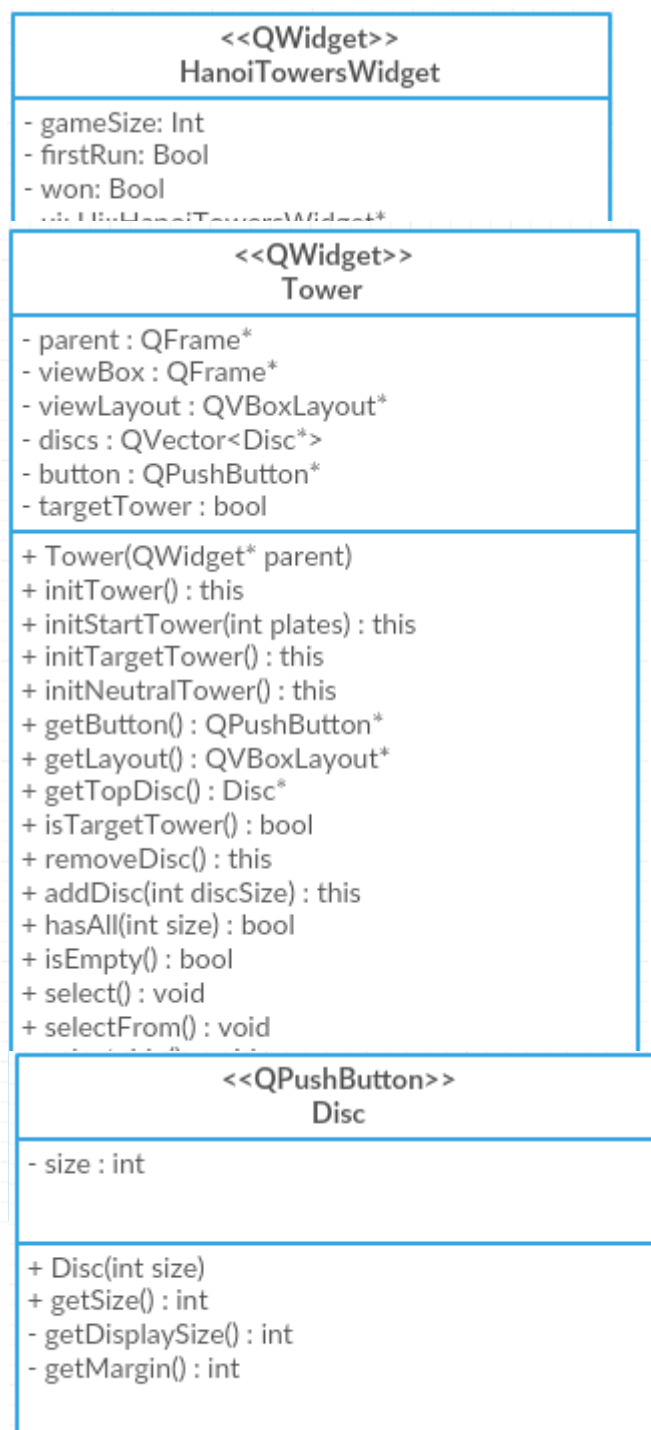 <<QWidget>>
HanoiTowersWidget
- gameSize: Int
- firstRun: Bool
- won: Bool
- ui: Ui::HanoiTowersWidget*
<<QWidget>>
Tower
- parent : QFrame*
- viewBox : QFrame*
- viewLayout : QVBoxLayout*
- discs : QVector<Disc*>
- button : QPushButton*
- targetTower : bool
+ Tower(QWidget* parent)
+ initTower() : this
+ initStartTower(int plates) : this
+ initTargetTower() : this
+ initNeutralTower() : this
+ getButton() : QPushButton*
+ getLayout() : QVBoxLayout*
+ getTopDisc() : Disc*
+ isTargetTower() : bool
+ removeDisc() : this
+ addDisc(int discSize) : this
+ hasAll(int size) : bool
+ isEmpty() : bool
+ select() : void
+ selectFrom() : void
<<QPushButton>>
Disc
- size : int
+ Disc(int size)
+ getSize() : int
- getDisplaySize() : int
- getMargin() : int